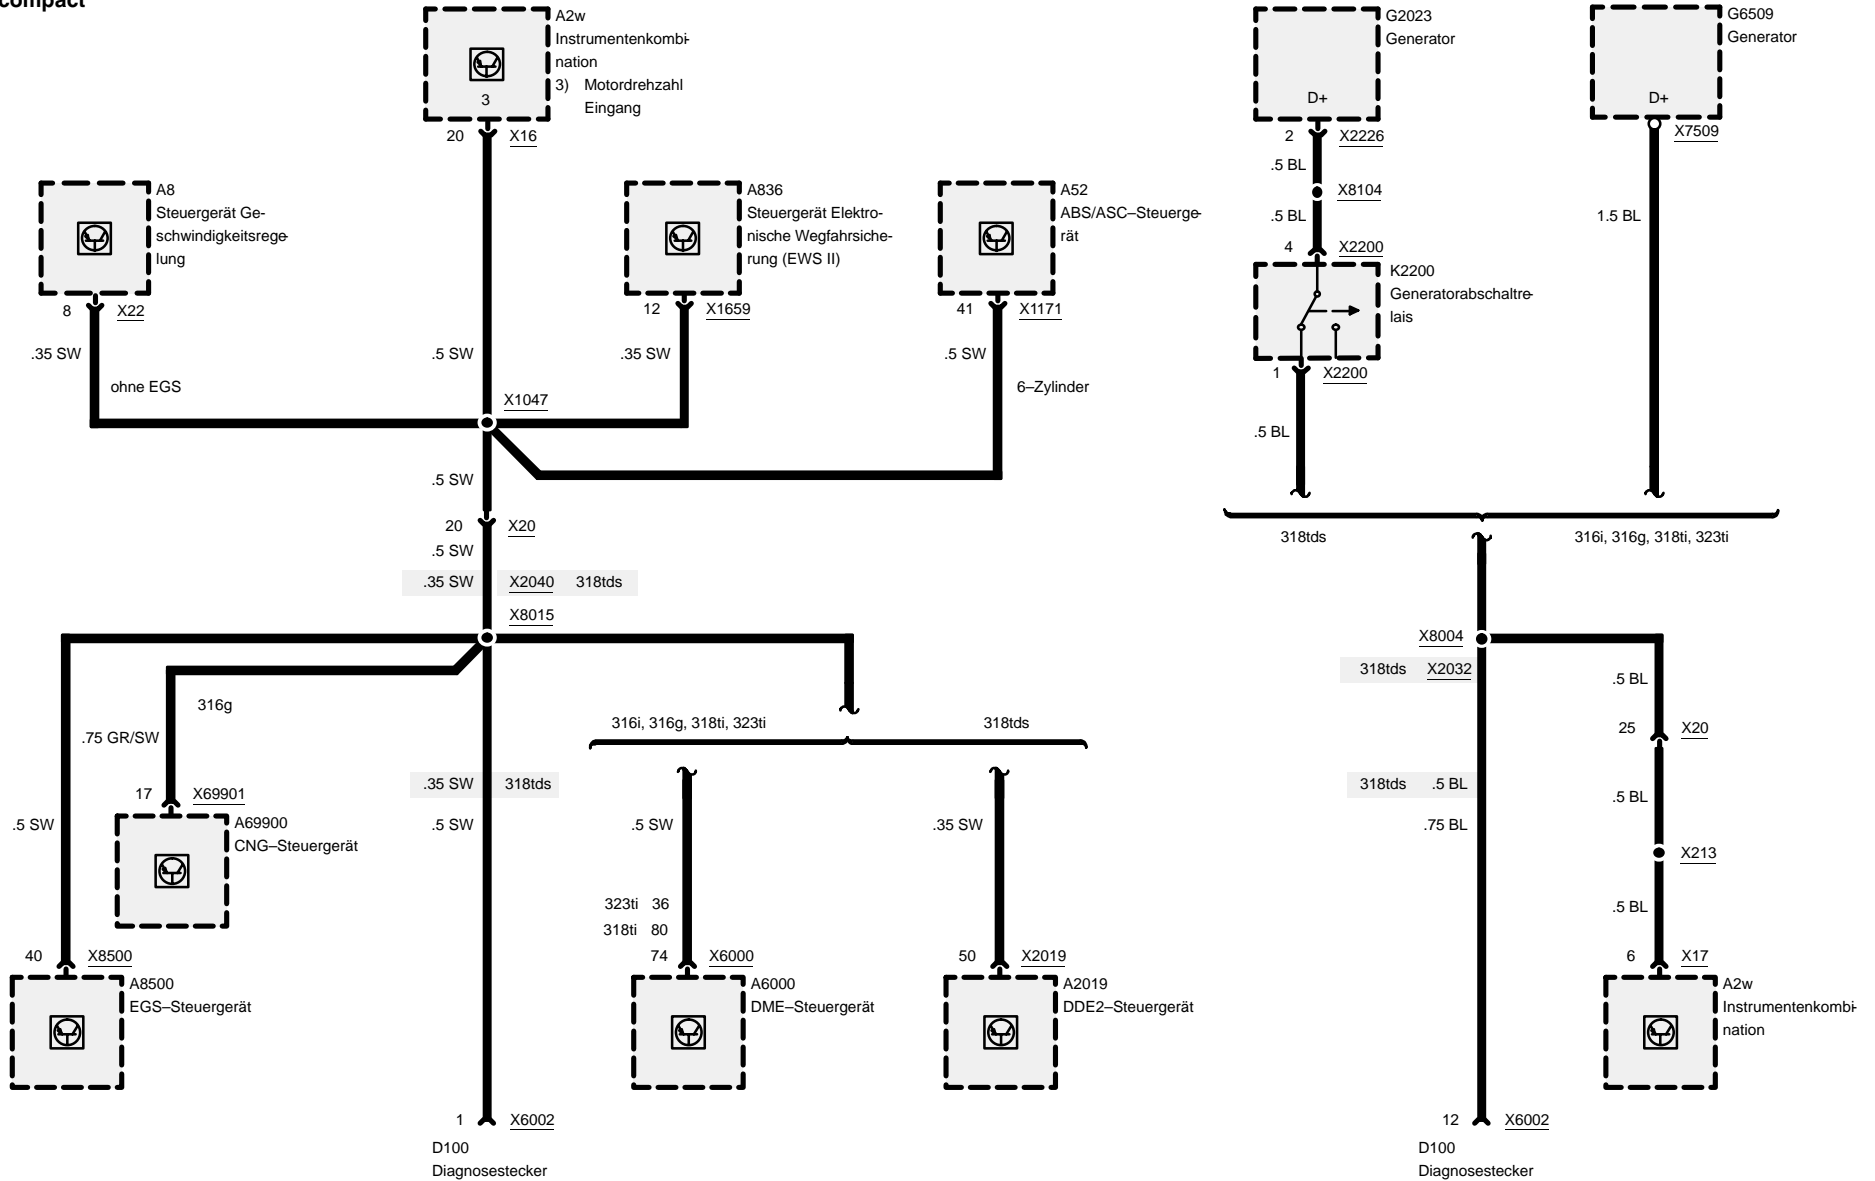 compact
A2w
Instrumentenkombi-
nation
3) Motordrehzahl
Eingang
3
20 X16
G2023
Generator
D+
2 X2226
.5 BL
X8104
.5 BL
4 X2200
K2200
Generatorabschaltre-
lais
1 X2200
.5 BL
G6509
Generator
D+
X7509
1.5 BL
A8
Steuergerät Ge-
schwindigkeitsrege-
lung
8 X22
.35 SW
ohne EGS
.5 SW
A836
Steuergerät Elektro-
nische Wegfahrsiche-
rung (EWS II)
12 X1659
.35 SW
A52
ABS/ASC–Steuerge-
rät
41 X1171
.5 SW
6–Zylinder
X1047
.5 SW
20 X20
.5 SW
.35 SW X2040 318tds
X8015
318tds
316i, 316g, 318ti, 323ti
X8004
318tds X2032
.5 BL
25 X20
318tds .5 BL
.75 BL
.5 BL
X213
.5 BL
6 X17
A2w
Instrumentenkombi-
nation
316g
.75 GR/SW
17 X69901
A69900
CNG–Steuergerät
.5 SW
40 X8500
A8500
EGS–Steuergerät
.35 SW 318tds
.5 SW
316i, 316g, 318ti, 323ti
318tds
.5 SW
323ti 36
318ti 80
74 X6000
A6000
DME–Steuergerät
.35 SW
50 X2019
A2019
DDE2–Steuergerät
1 X6002
D100
Diagnosestecker
12 X6002
D100
Diagnosestecker